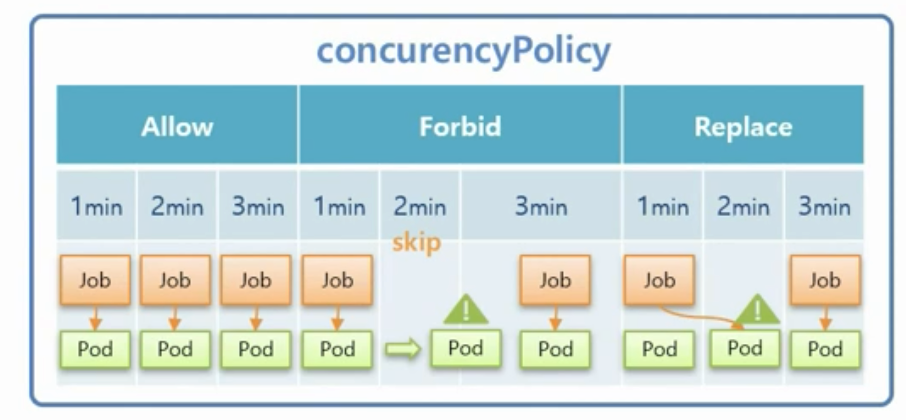 concurencyPolicy
Allow Forbid Replace
1min 2min 3min 1min 2min 3min 1min 2min 3min
skip
Job Job Job Job Job Job Job
! !
Pod Pod Pod Pod Pod Pod Pod Pod Pod